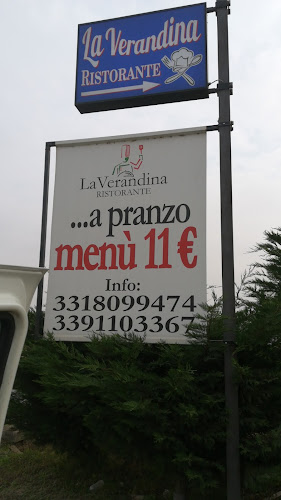 La Verandina
RISTORANTE
La Verandina
RISTORANTE
...a pranzo
menù 11 €
Info:
3318099474
3391103367